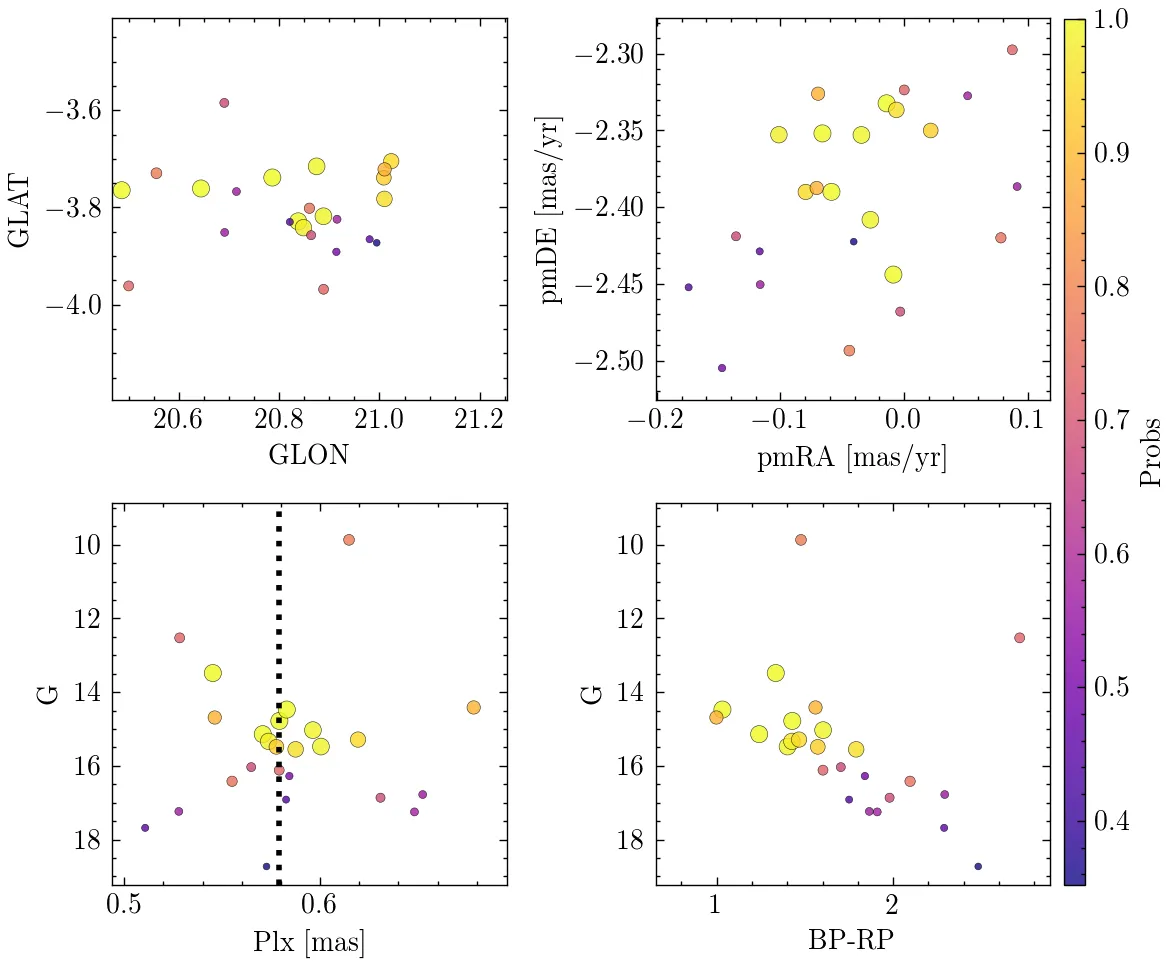 GLAT
−3.6
−3.8
−4.0
20.6 20.8 21.0 21.2
GLON
pmDE [mas/yr]
−2.30
−2.35
−2.40
−2.45
−2.50
−0.2 −0.1 0.0 0.1
pmRA [mas/yr]
G
10
12
14
16
18
0.5 0.6
Plx [mas]
G
10
12
14
16
18
1 2
BP-RP
1.0
0.9
0.8
0.7
0.6
0.5
0.4
Probs